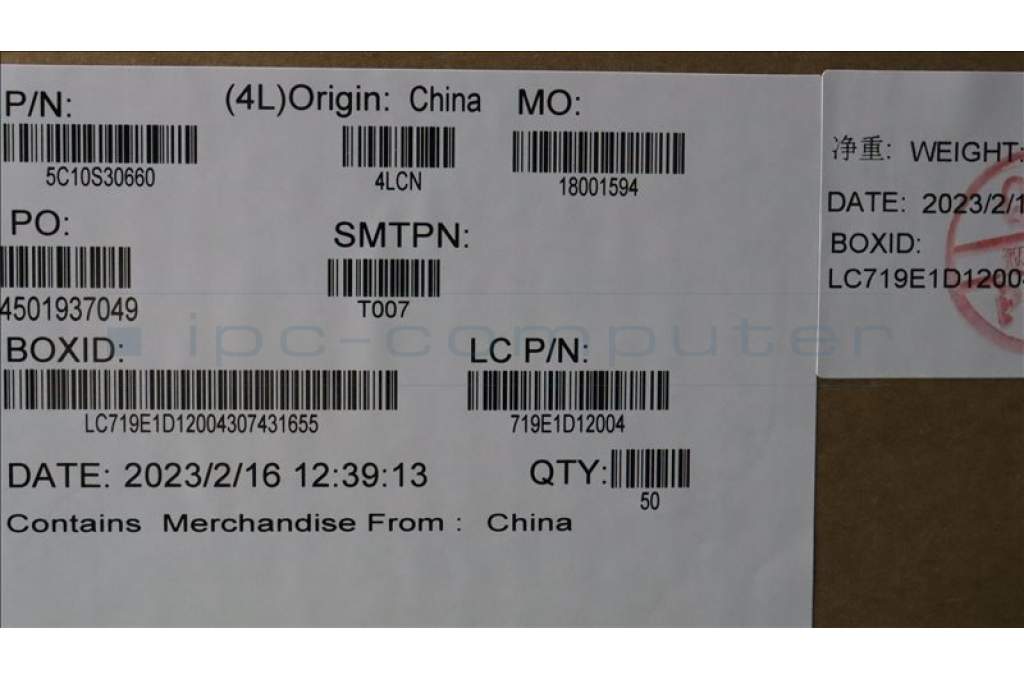 P/N: (4L)Origin: China MO:
5C10S30660 4LCN 18001594
PO: SMTPN:
4501937049 T007
ipc-computer
BOXID: LC P/N:
LC719E1D12004307431655 719E1D12004
DATE: 2023/2/16 12:39:13 QTY:
50
Contains Merchandise From : China
净重: WEIGHT:
DATE: 2023/2/1
BOXID:
LC719E1D1200